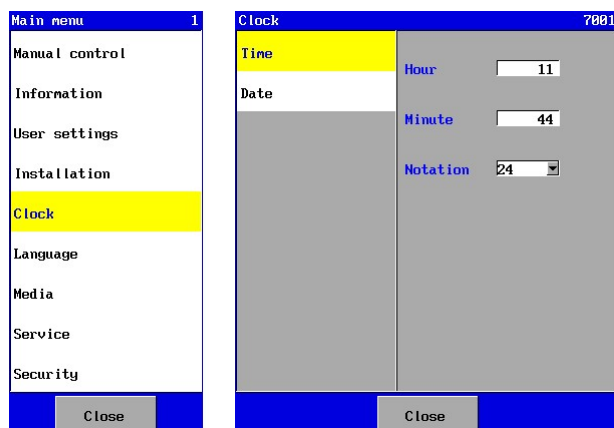 Main menu 1
Manual control
Information
User settings
Installation
Clock
Language
Media
Service
Security
Close
Clock 7001
Time
Date
Hour 11
Minute 44
Notation 24
Close